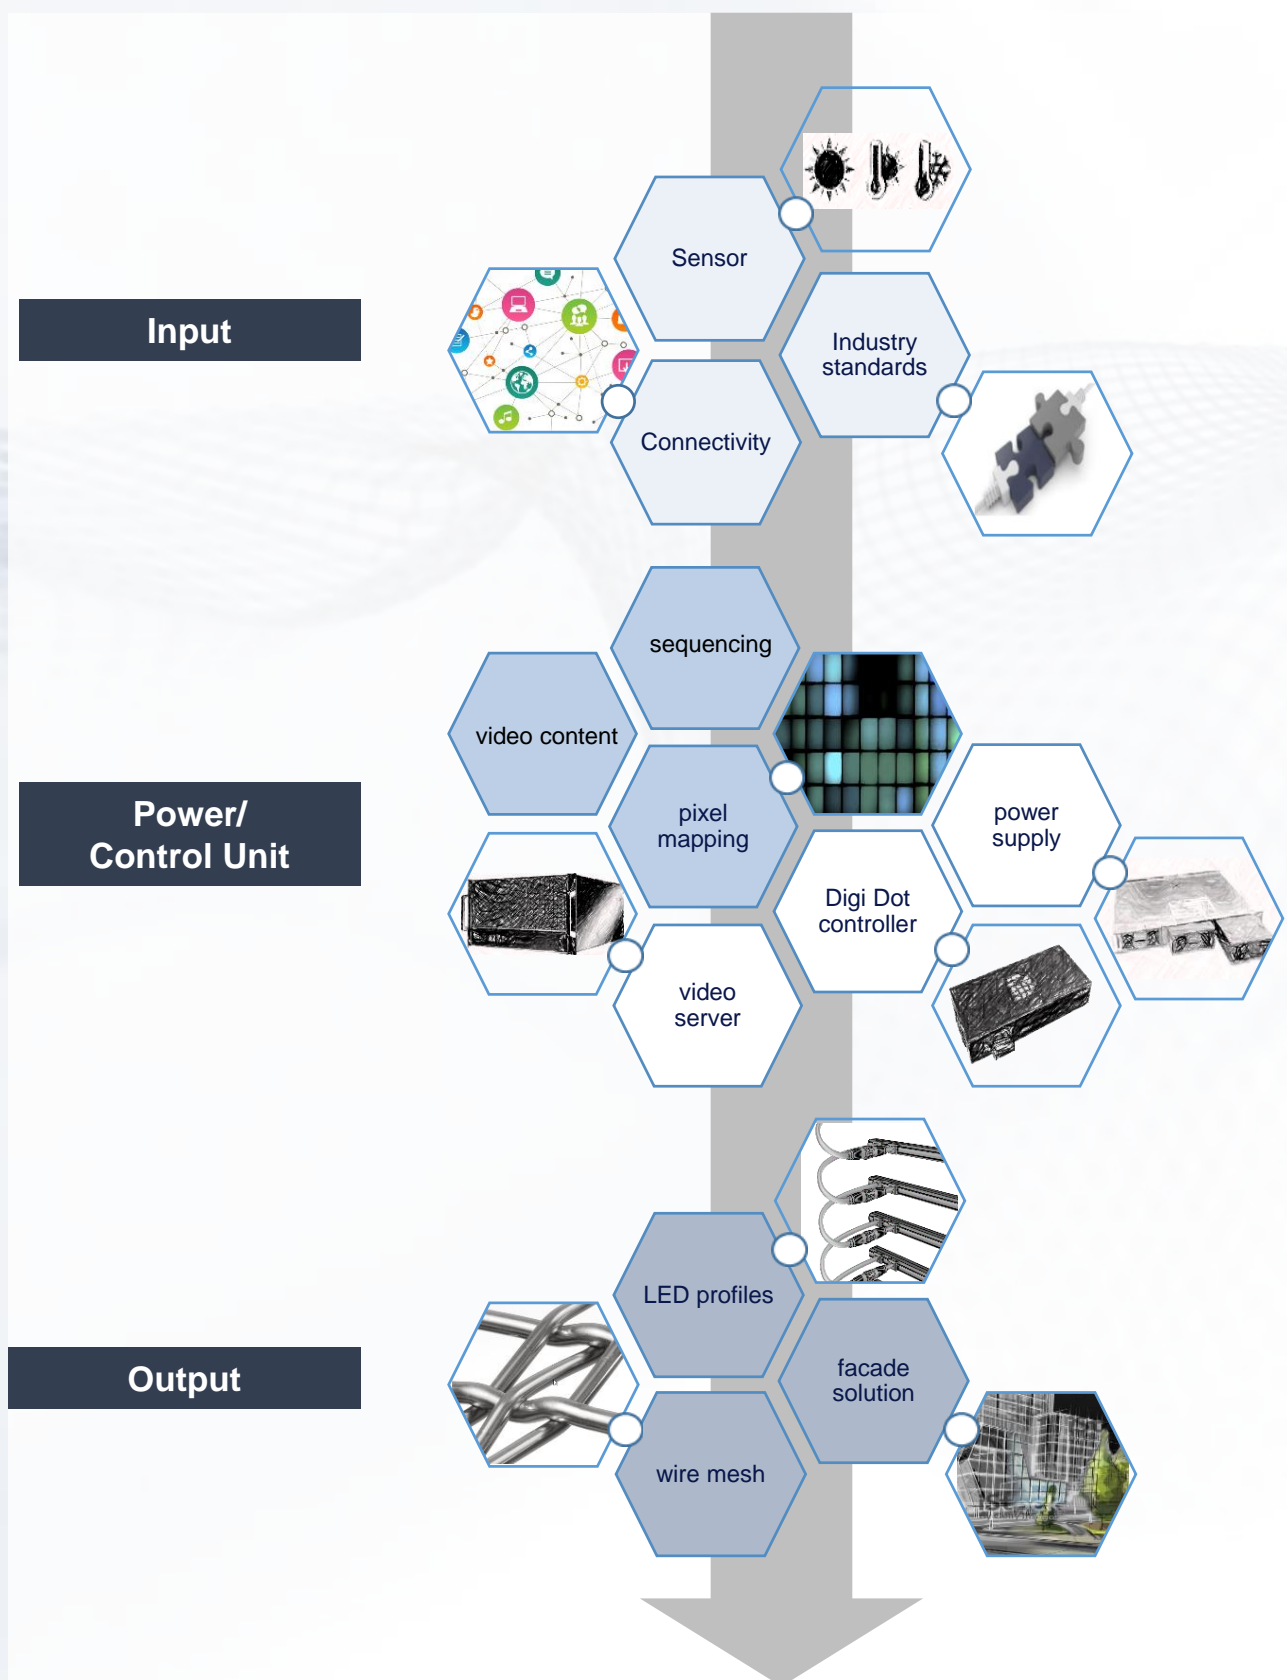 Sensor
Input
Industry
standards
Connectivity
sequencing
video content
Power/
Control Unit
pixel
mapping
power
supply
Digi Dot
controller
video
server
LED profiles
Output
facade
solution
wire mesh